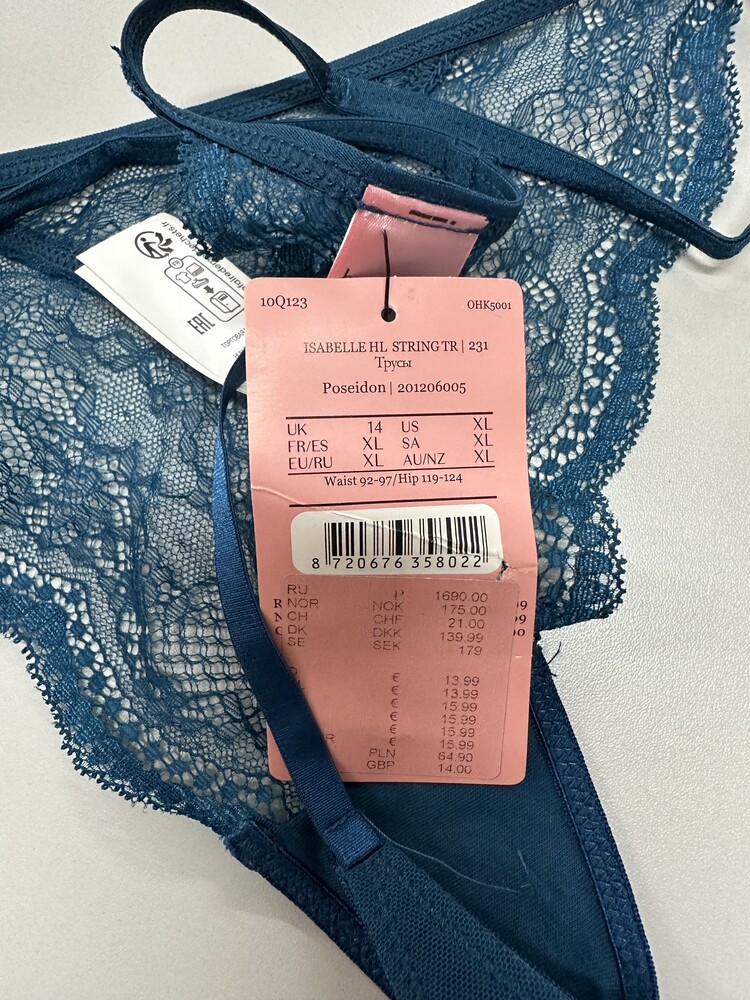 10Q123 OHK5001
ISABELLE HL STRING TR | 231
Трусы
Poseidon | 201206005
UK 14 US XL
FR/ES XL SA XL
EU/RU XL AU/NZ XL
Waist 92-97/Hip 119-124
8 720676 358022
RU 1690.00
NOR NOK 175.00
CH CHF 21.00
DK DKK 139.99
SE SEK 179
€ 13.99
€ 13.99
€ 15.99
€ 15.99
€ 15.99
€ 15.99
PLN 64.90
GBP 14.00